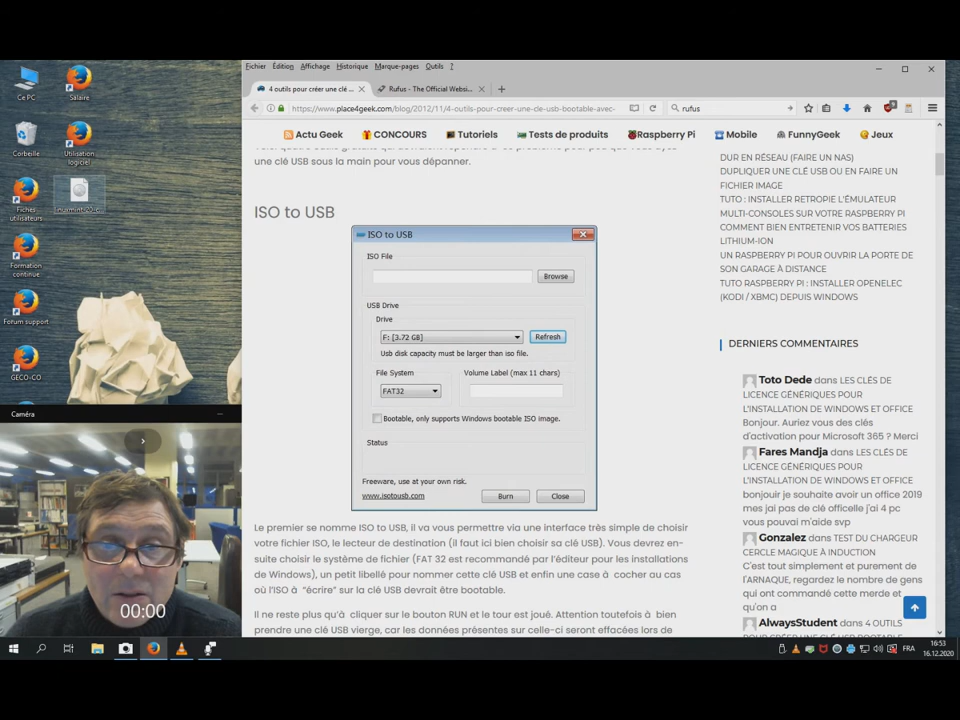 Fichier Édition Affichage Historique Marque-pages Outils ?
4 outils pour créer une clé ...
Rufus - The Official Websi...
https://www.place4geek.com/blog/2012/11/4-outils-pour-creer-une-cle-usb-bootable-avec-
rufus
Actu Geek CONCOURS Tutoriels Tests de produits Raspberry Pi Mobile FunnyGeek Jeux
Ce PC
Salaire
Corbeille
Utilisation
logiciel
Fiches
utilisateurs
Formation
continue
Forum support
GECO-CO
une clé USB sous la main pour vous dépanner.
ISO to USB
ISO to USB
ISO File
Browse
USB Drive
Drive
F: [3.72 GB]
Refresh
Usb disk capacity must be larger than iso file.
File System
Volume Label (max 11 chars)
FAT32
Bootable, only supports Windows bootable ISO image.
Status
Freeware, use at your own risk.
www.isotousb.com
Burn
Close
Le premier se nomme ISO to USB, il va vous permettre via une interface très simple de choisir
votre fichier ISO, le lecteur de destination (il faut ici bien choisir sa clé USB). Vous devrez en-
suite choisir le système de fichier (FAT 32 est recommandé par l'éditeur pour les installations
de Windows), un petit libellé pour nommer cette clé USB et enfin une case à cocher au cas
où l'ISO à "écrire" sur la clé USB devrait être bootable.
Il ne reste plus qu'à cliquer sur le bouton RUN et le tour est joué. Attention toutefois à bien
prendre une clé USB vierge, car les données présentes sur celle-ci seront effacées lors de
DUR EN RÉSEAU (FAIRE UN NAS)
DUPLIQUER UNE CLÉ USB OU EN FAIRE UN
FICHIER IMAGE
TUTO : INSTALLER RETROPIE L'ÉMULATEUR
MULTI-CONSOLES SUR VOTRE RASPBERRY PI
COMMENT BIEN ENTRETENIR VOS BATTERIES
LITHIUM-ION
UN RASPBERRY PI POUR OUVRIR LA PORTE DE
SON GARAGE À DISTANCE
TUTO RASPBERRY PI : INSTALLER OPENELEC
(KODI / XBMC) DEPUIS WINDOWS
DERNIERS COMMENTAIRES
Toto Dede dans LES CLÉS DE
LICENCE GÉNÉRIQUES POUR
L'INSTALLATION DE WINDOWS ET OFFICE
Bonjour. Auriez vous des clés
d'activation pour Microsoft 365 ? Merci
Fares Mandja dans LES CLÉS DE
LICENCE GÉNÉRIQUES POUR
L'INSTALLATION DE WINDOWS ET OFFICE
bonjouir je souhaite avoir un office 2019
mes jai pas de clé officelle j'ai 4 pc
vous pouvai m'aide svp
Gonzalez dans TEST DU CHARGEUR
CERCLE MAGIQUE À INDUCTION
C'est tout simplement et purement de
l'ARNAQUE, regardez le nombre de gens
qui ont commandé cette merde et
qu'on a
AlwaysStudent dans 4 OUTILS
Caméra
00:00
FRA
16:53
16.12.2020